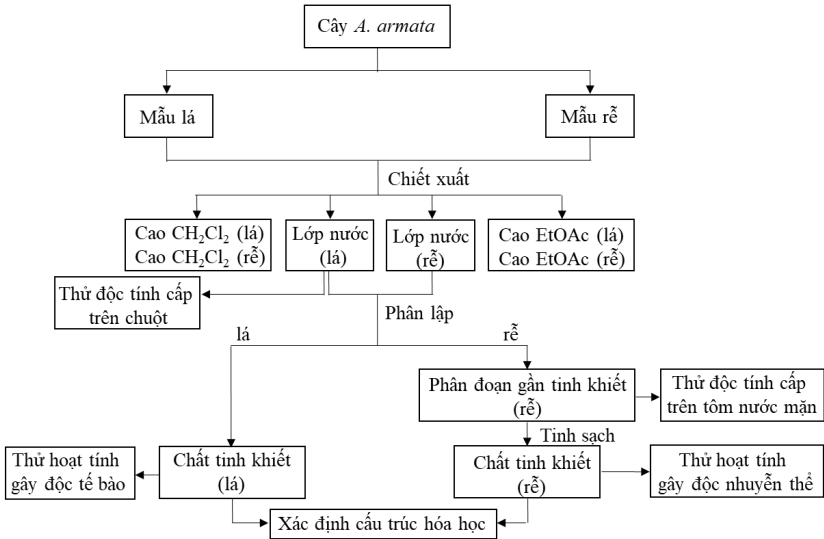 Cây A. armata
Mẫu lá
Mẫu rễ
Chiết xuất
Cao CH₂Cl₂ (lá)
Cao CH₂Cl₂ (rễ)
Lớp nước
(lá)
Lớp nước
(rễ)
Cao EtOAc (lá)
Cao EtOAc (rễ)
Thử độc tính cấp
trên chuột
Phân lập
lá
rễ
Phân đoạn gần tinh khiết
(rễ)
Thử độc tính cấp
trên tôm nước mặn
Tinh sạch
Thử hoạt tính
gây độc tế bào
Chất tinh khiết
(lá)
Chất tinh khiết
(rễ)
Thử hoạt tính
gây độc nhuyễn thể
Xác định cấu trúc hóa học